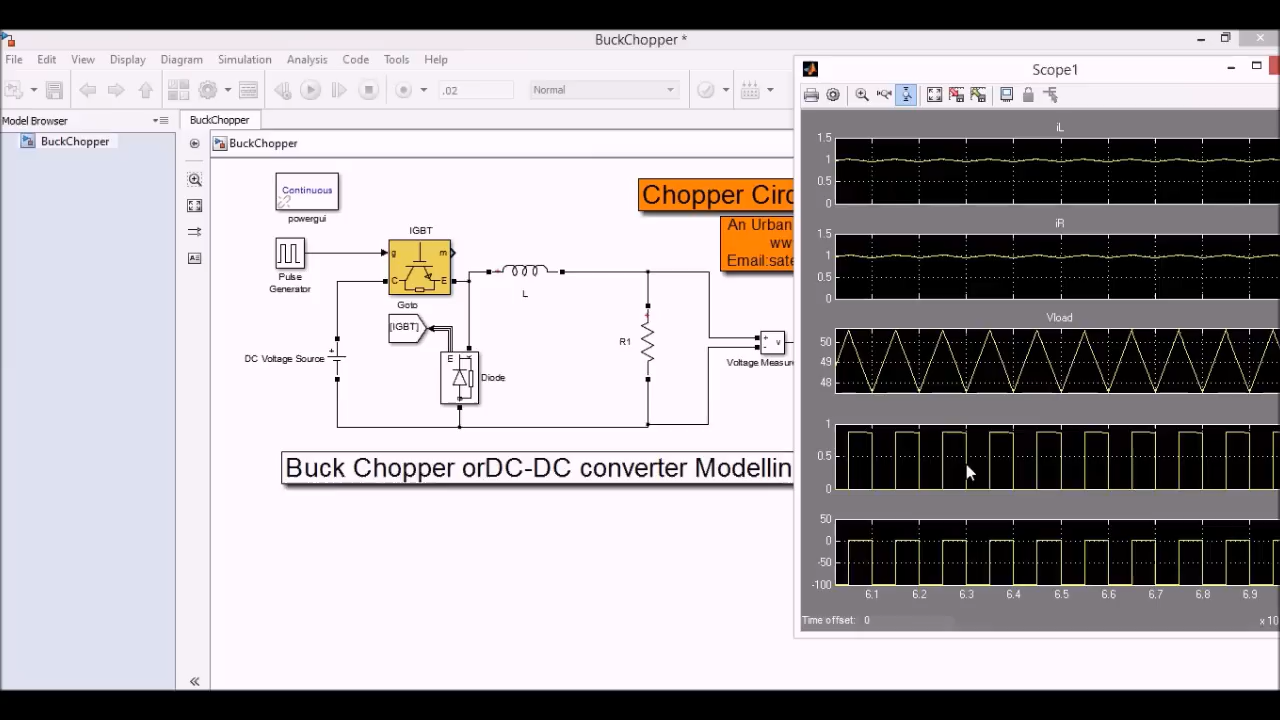 BuckChopper *
File Edit View Display Diagram Simulation Analysis Code Tools Help
.02
Normal
Model Browser
BuckChopper
BuckChopper
BuckChopper
Continuous
powergui
Chopper Circ
An Urban
ww
Email:sate
IGBT
g
m
C
E
Pulse
Generator
L
Goto
[IGBT]
DC Voltage Source
+
E
Diode
R1
+
-
v
Voltage Measur
Buck Chopper orDC-DC converter Modellin
Scope1
iL
1.5
1
0.5
0
iR
1.5
1
0.5
0
Vload
50
49
48
1
0.5
0
50
0
-50
-100
6.1 6.2 6.3 6.4 6.5 6.6 6.7 6.8 6.9
Time offset: 0
x 10